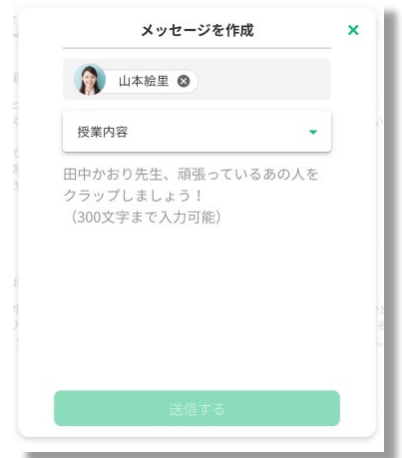 メッセージを作成
山本絵里
授業内容
田中かおり先生、頑張っているあの人を
クラップしましょう！
（300文字まで入力可能）
送信する